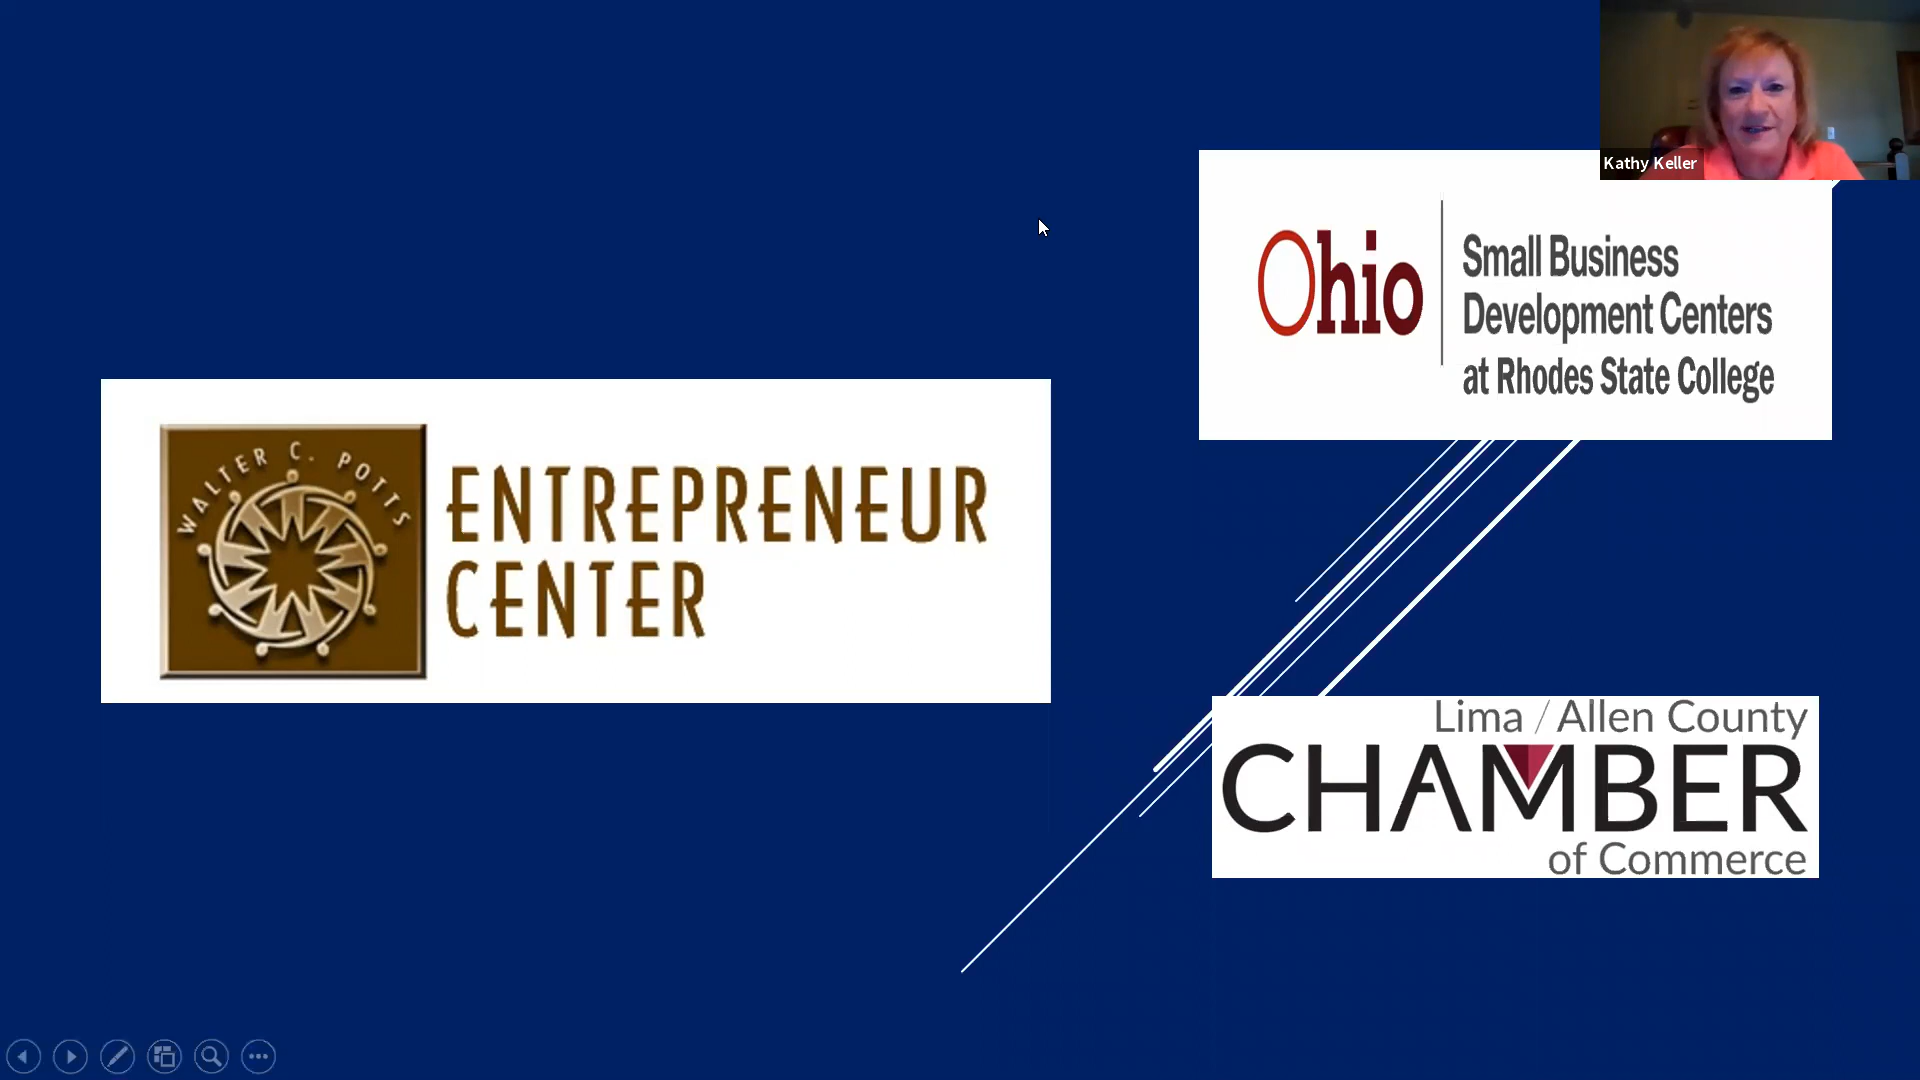 Kathy Keller
Ohio
Small Business
Development Centers
at Rhodes State College
WALTER C. POTTS
ENTREPRENEUR
CENTER
Lima / Allen County
CHAMBER
of Commerce